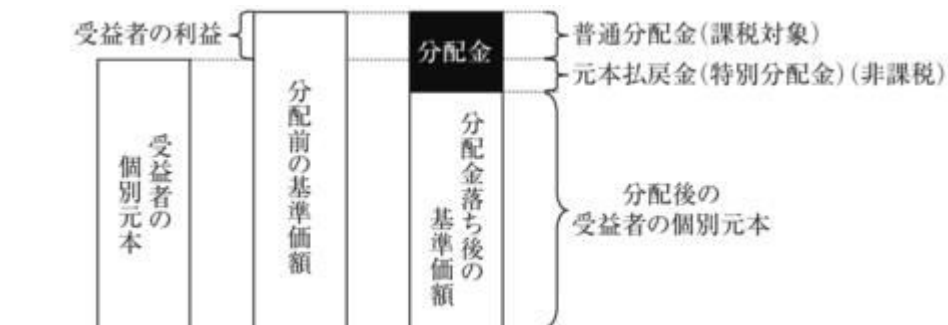 受益者の利益
分配金
普通分配金(課税対象)
元本払戻金(特別分配金)(非課税)
受益者の
個別元本
分配前の基準価額
分配金落ち後の
基準価額
分配後の
受益者の個別元本